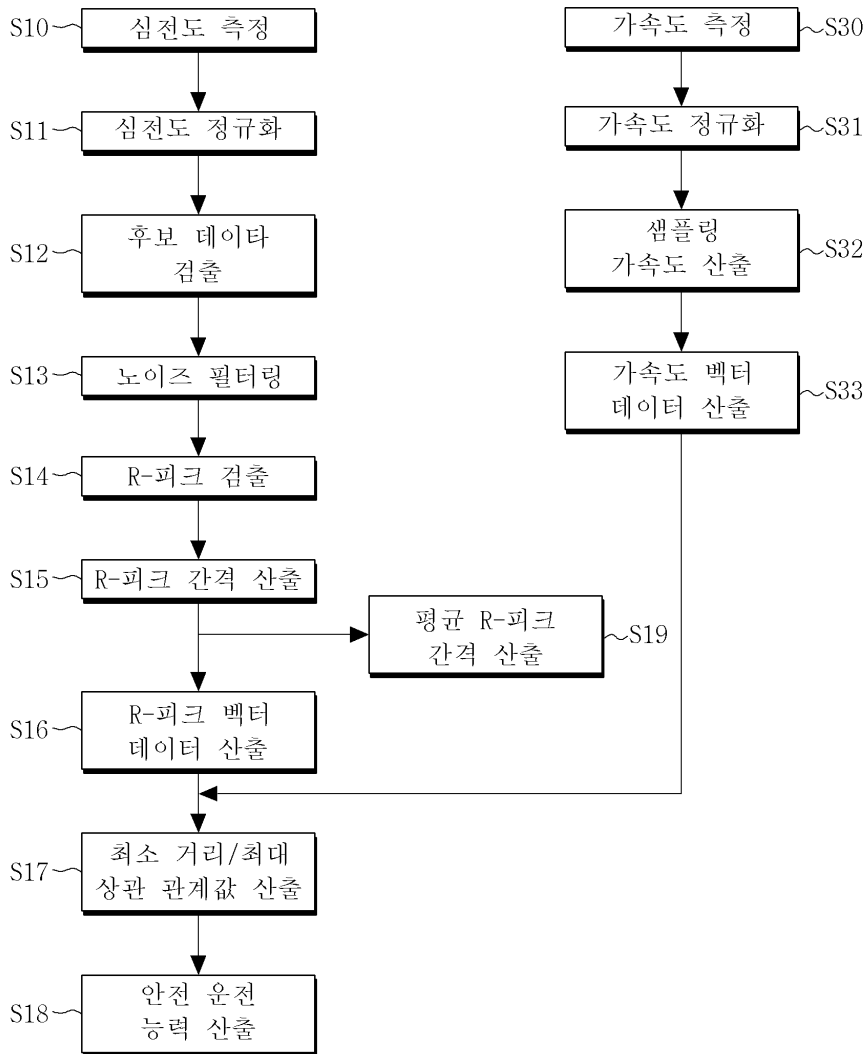 S10 심전도 측정
S11 심전도 정규화
S12 후보 데이타
검출
S13 노이즈 필터링
S14 R-피크 검출
S15 R-피크 간격 산출
평균 R-피크
간격 산출 S19
S16 R-피크 벡터
데이터 산출
S17 최소 거리/최대
상관 관계값 산출
S18 안전 운전
능력 산출
가속도 측정 S30
가속도 정규화 S31
샘플링
가속도 산출 S32
가속도 벡터
데이터 산출 S33